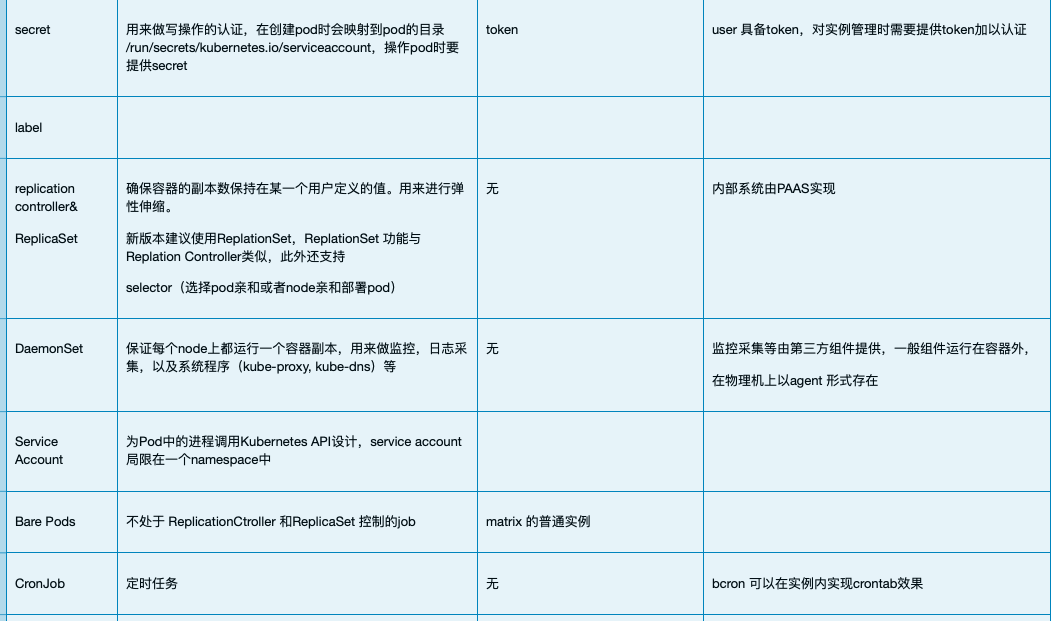 secret
用来做写操作的认证，在创建pod时会映射到pod的目录
/run/secrets/kubernetes.io/serviceaccount，操作pod时要
提供secret
token
user 具备token，对实例管理时需要提供token加以认证
label
replication
controller&
ReplicaSet
确保容器的副本数保持在某一个用户定义的值。用来进行弹
性伸缩。
新版本建议使用ReplationSet，ReplationSet 功能与
Replation Controller类似，此外还支持
selector（选择pod亲和或者node亲和部署pod）
无
内部系统由PAAS实现
DaemonSet
保证每个node上都运行一个容器副本，用来做监控，日志采
集，以及系统程序（kube-proxy, kube-dns）等
无
监控采集等由第三方组件提供，一般组件运行在容器外，
在物理机上以agent 形式存在
Service
Account
为Pod中的进程调用Kubernetes API设计，service account
局限在一个namespace中
Bare Pods
不处于 ReplicationCtroller 和ReplicaSet 控制的job
matrix 的普通实例
CronJob
定时任务
无
bcron 可以在实例内实现crontab效果